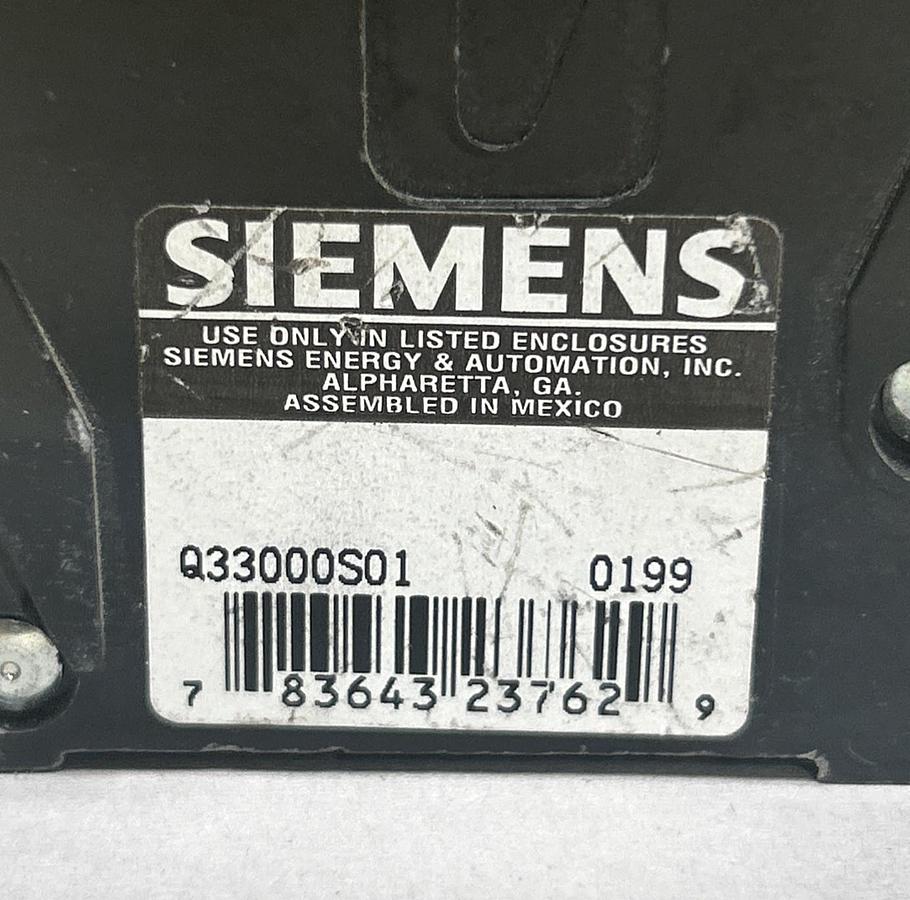 SIEMENS
USE ONLY IN LISTED ENCLOSURES
SIEMENS ENERGY & AUTOMATION, INC.
ALPHARETTA, GA.
ASSEMBLED IN MEXICO
Q33000S01 0199
7 83643 23762 9